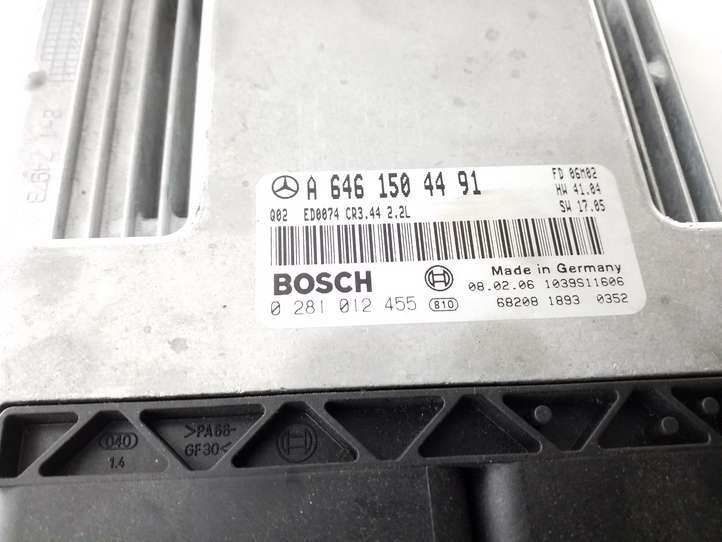 A 646 150 44 91
FD 06M02
HW 41.04
SW 17.05
Q02 ED0074 CR3.44 2.2L
BOSCH
Made in Germany
0 281 012 455 810
08.02.06 1039S11606
68208 1893 0352
040
1.4
>PA66-
GF30<